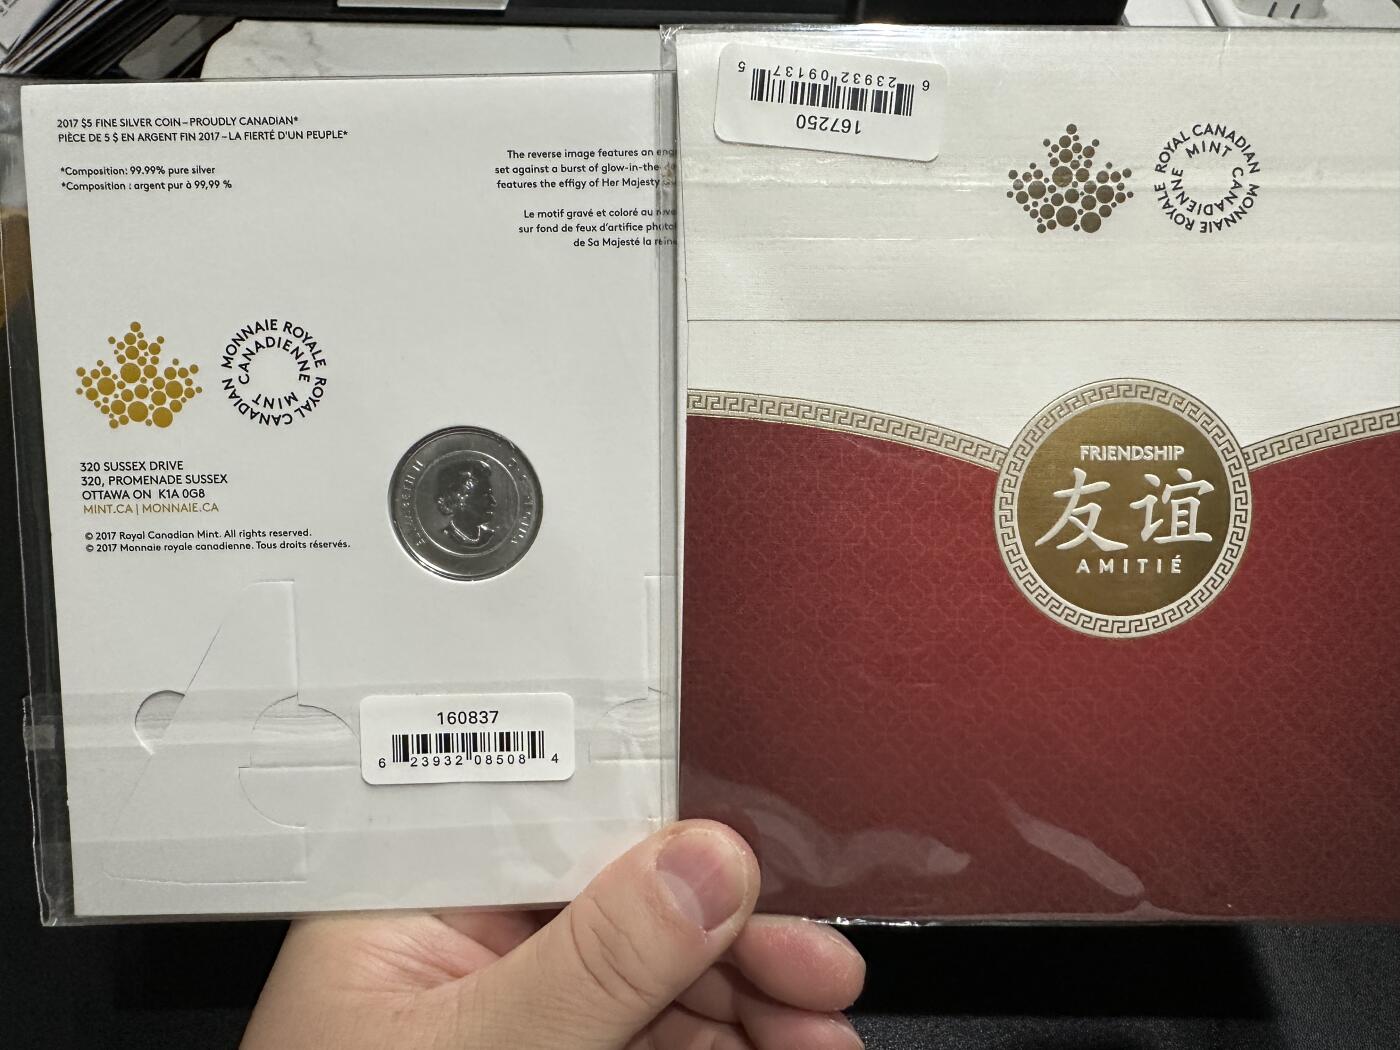 2017 $5 FINE SILVER COIN – PROUDLY CANADIAN*
PIÈCE DE 5 $ EN ARGENT FIN 2017 – LA FIERTÉ D'UN PEUPLE*
*Composition: 99.99% pure silver
*Composition : argent pur à 99,99 %
The reverse image features an
set against a burst of glow-in-the-
features the effigy of Her Majesty
Le motif gravé et coloré au
sur fond de feux d'artifice
de Sa Majesté la reine
MONNAIE ROYALE CANADIENNE
ROYAL CANADIAN MINT
320 SUSSEX DRIVE
320, PROMENADE SUSSEX
OTTAWA ON K1A 0G8
MINT.CA | MONNAIE.CA
© 2017 Royal Canadian Mint. All rights reserved.
© 2017 Monnaie royale canadienne. Tous droits réservés.
160837
6 23932 08508 4
167250
6 23932 09137 5
ROYAL CANADIAN MINT
MONNAIE ROYALE CANADIENNE
FRIENDSHIP
友谊
AMITIÉ